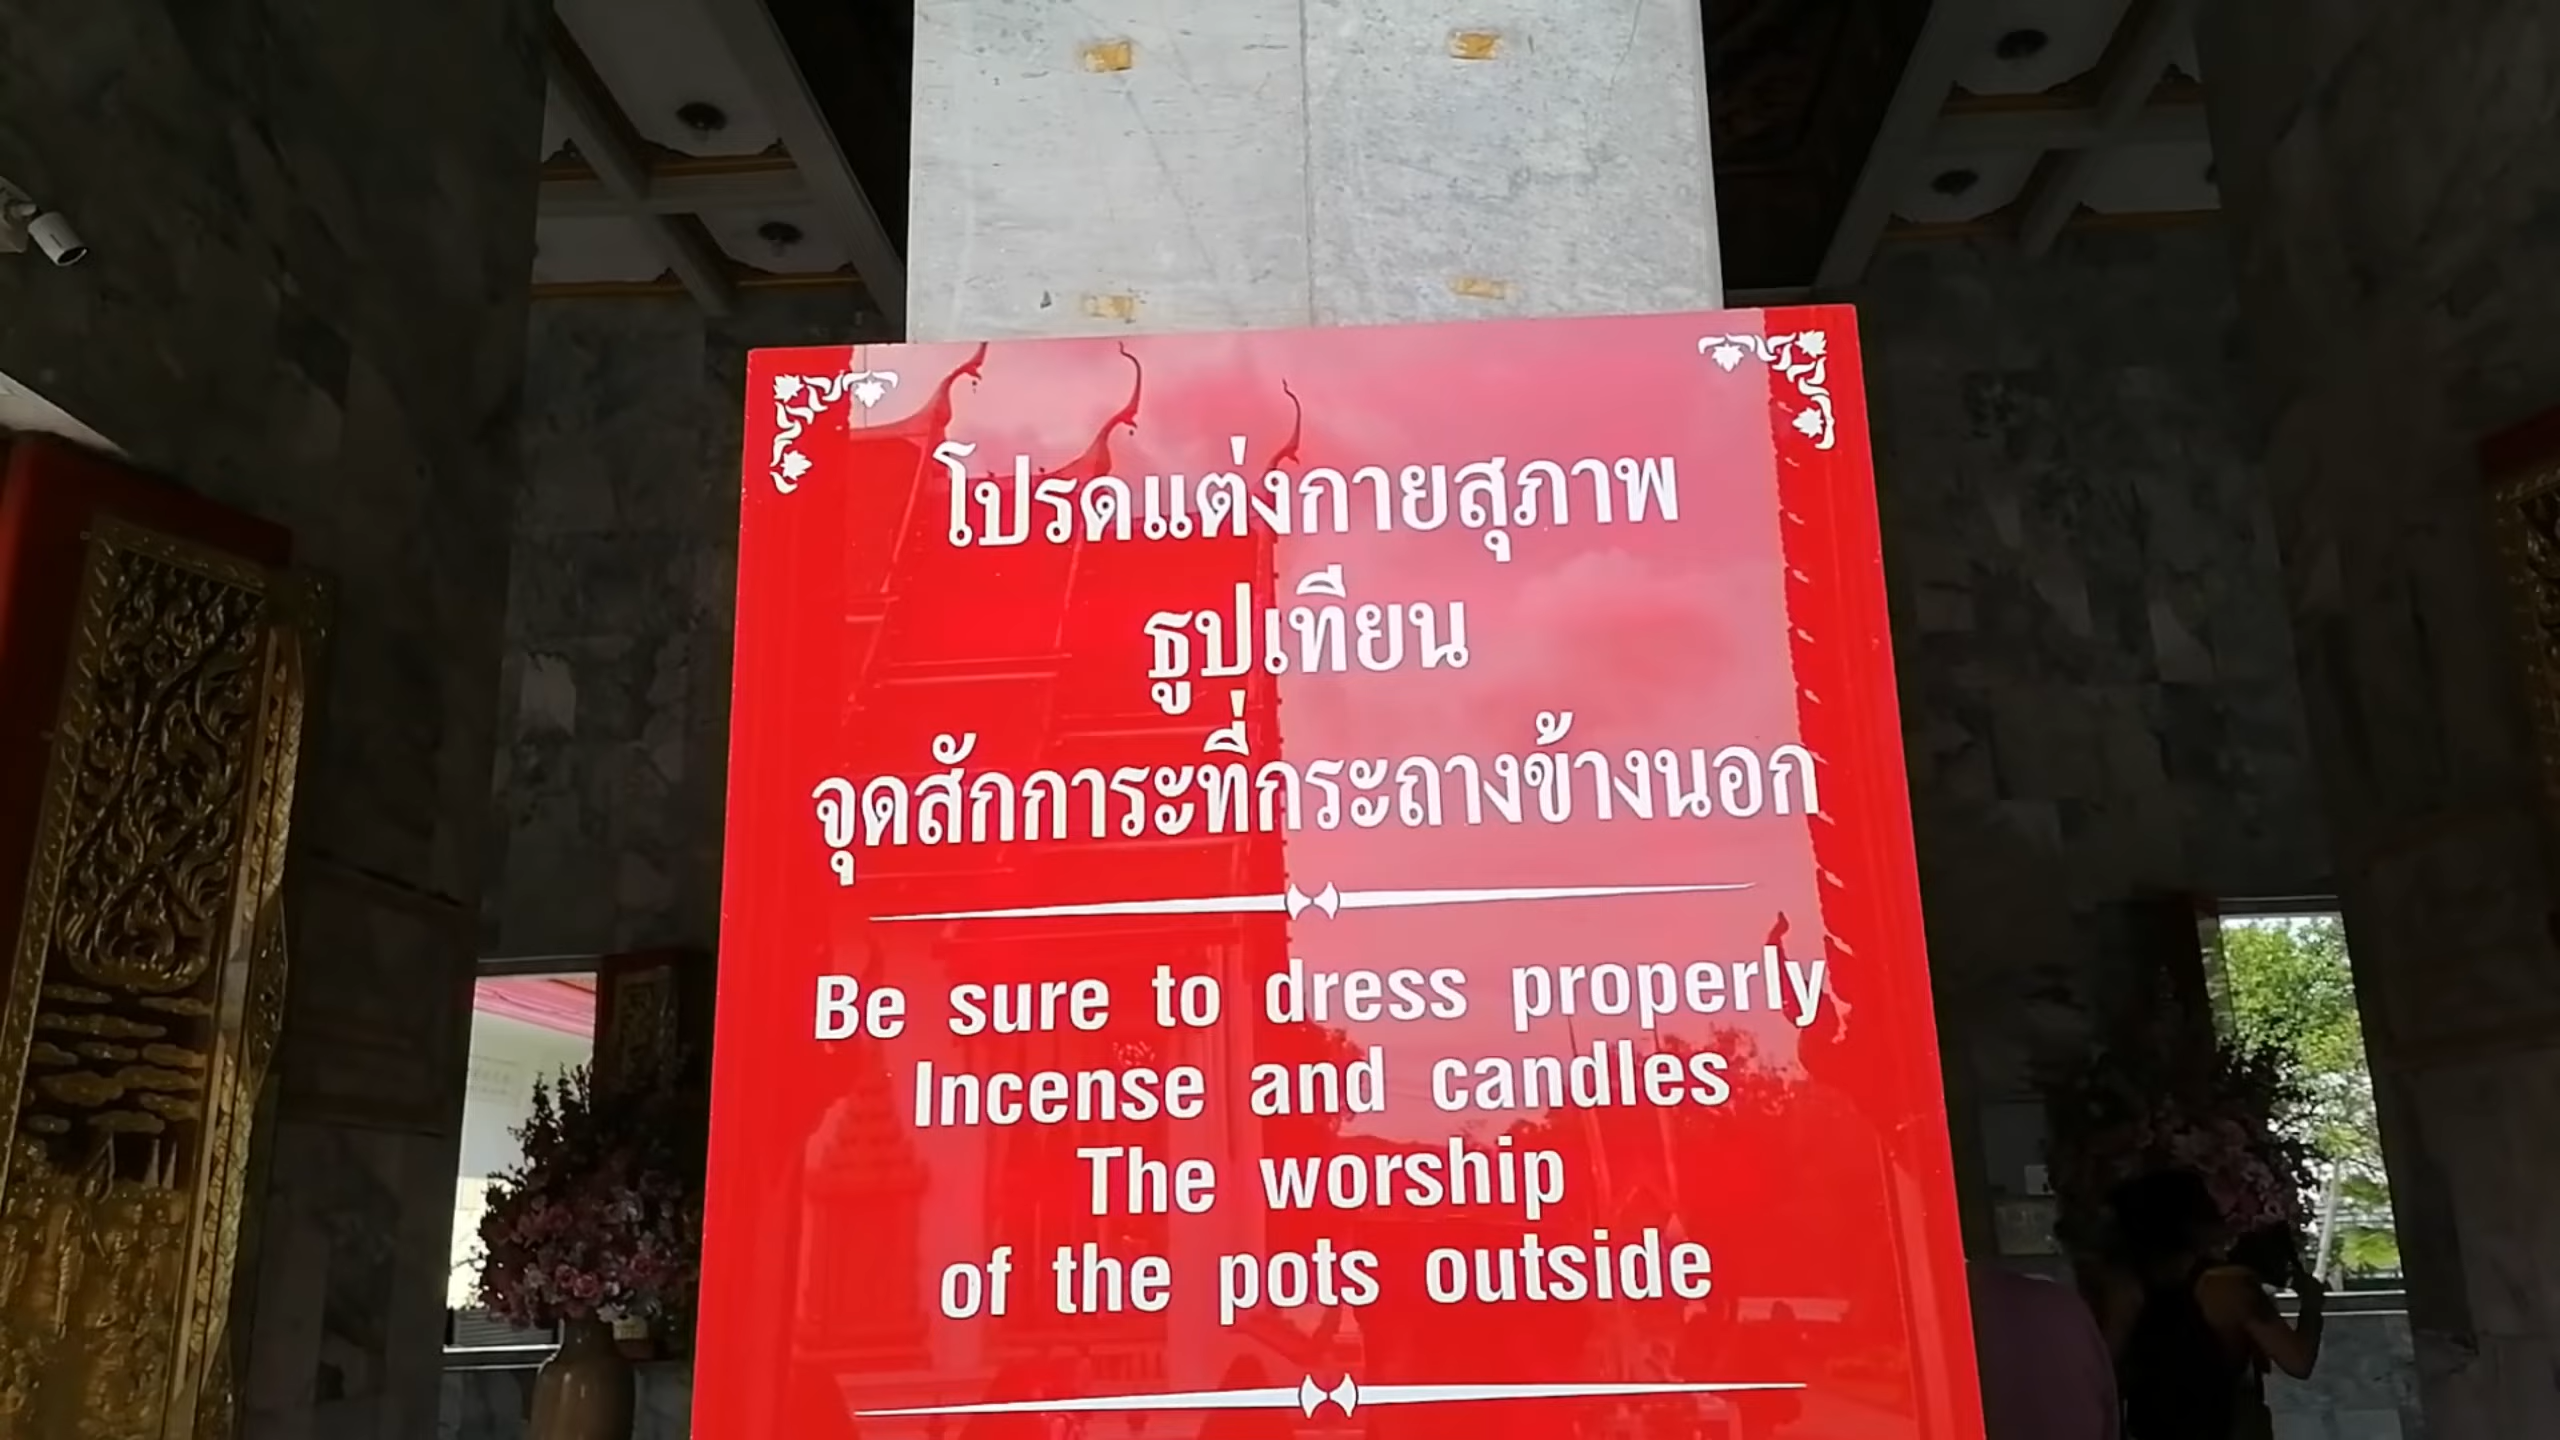 โปรดแต่งกายสุภาพ
ธูปเทียน
จุดสักการะที่กระถางข้างนอก
Be sure to dress properly
Incense and candles
The worship
of the pots outside